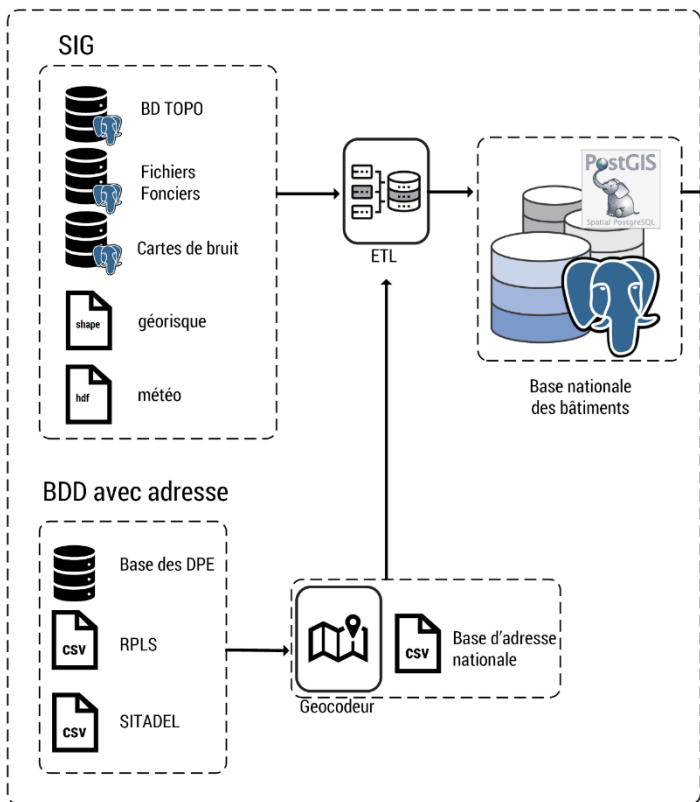 SIG
BD TOPO
Fichiers
Fonciers
Cartes de bruit
shape
géorisque
hdf
météo
ETL
PostGIS
Spatial PostgreSQL
Base nationale
des bâtiments
BDD avec adresse
Base des DPE
CSV
RPLS
CSV
SITADEL
Geocodeur
CSV
Base d'adresse
nationale